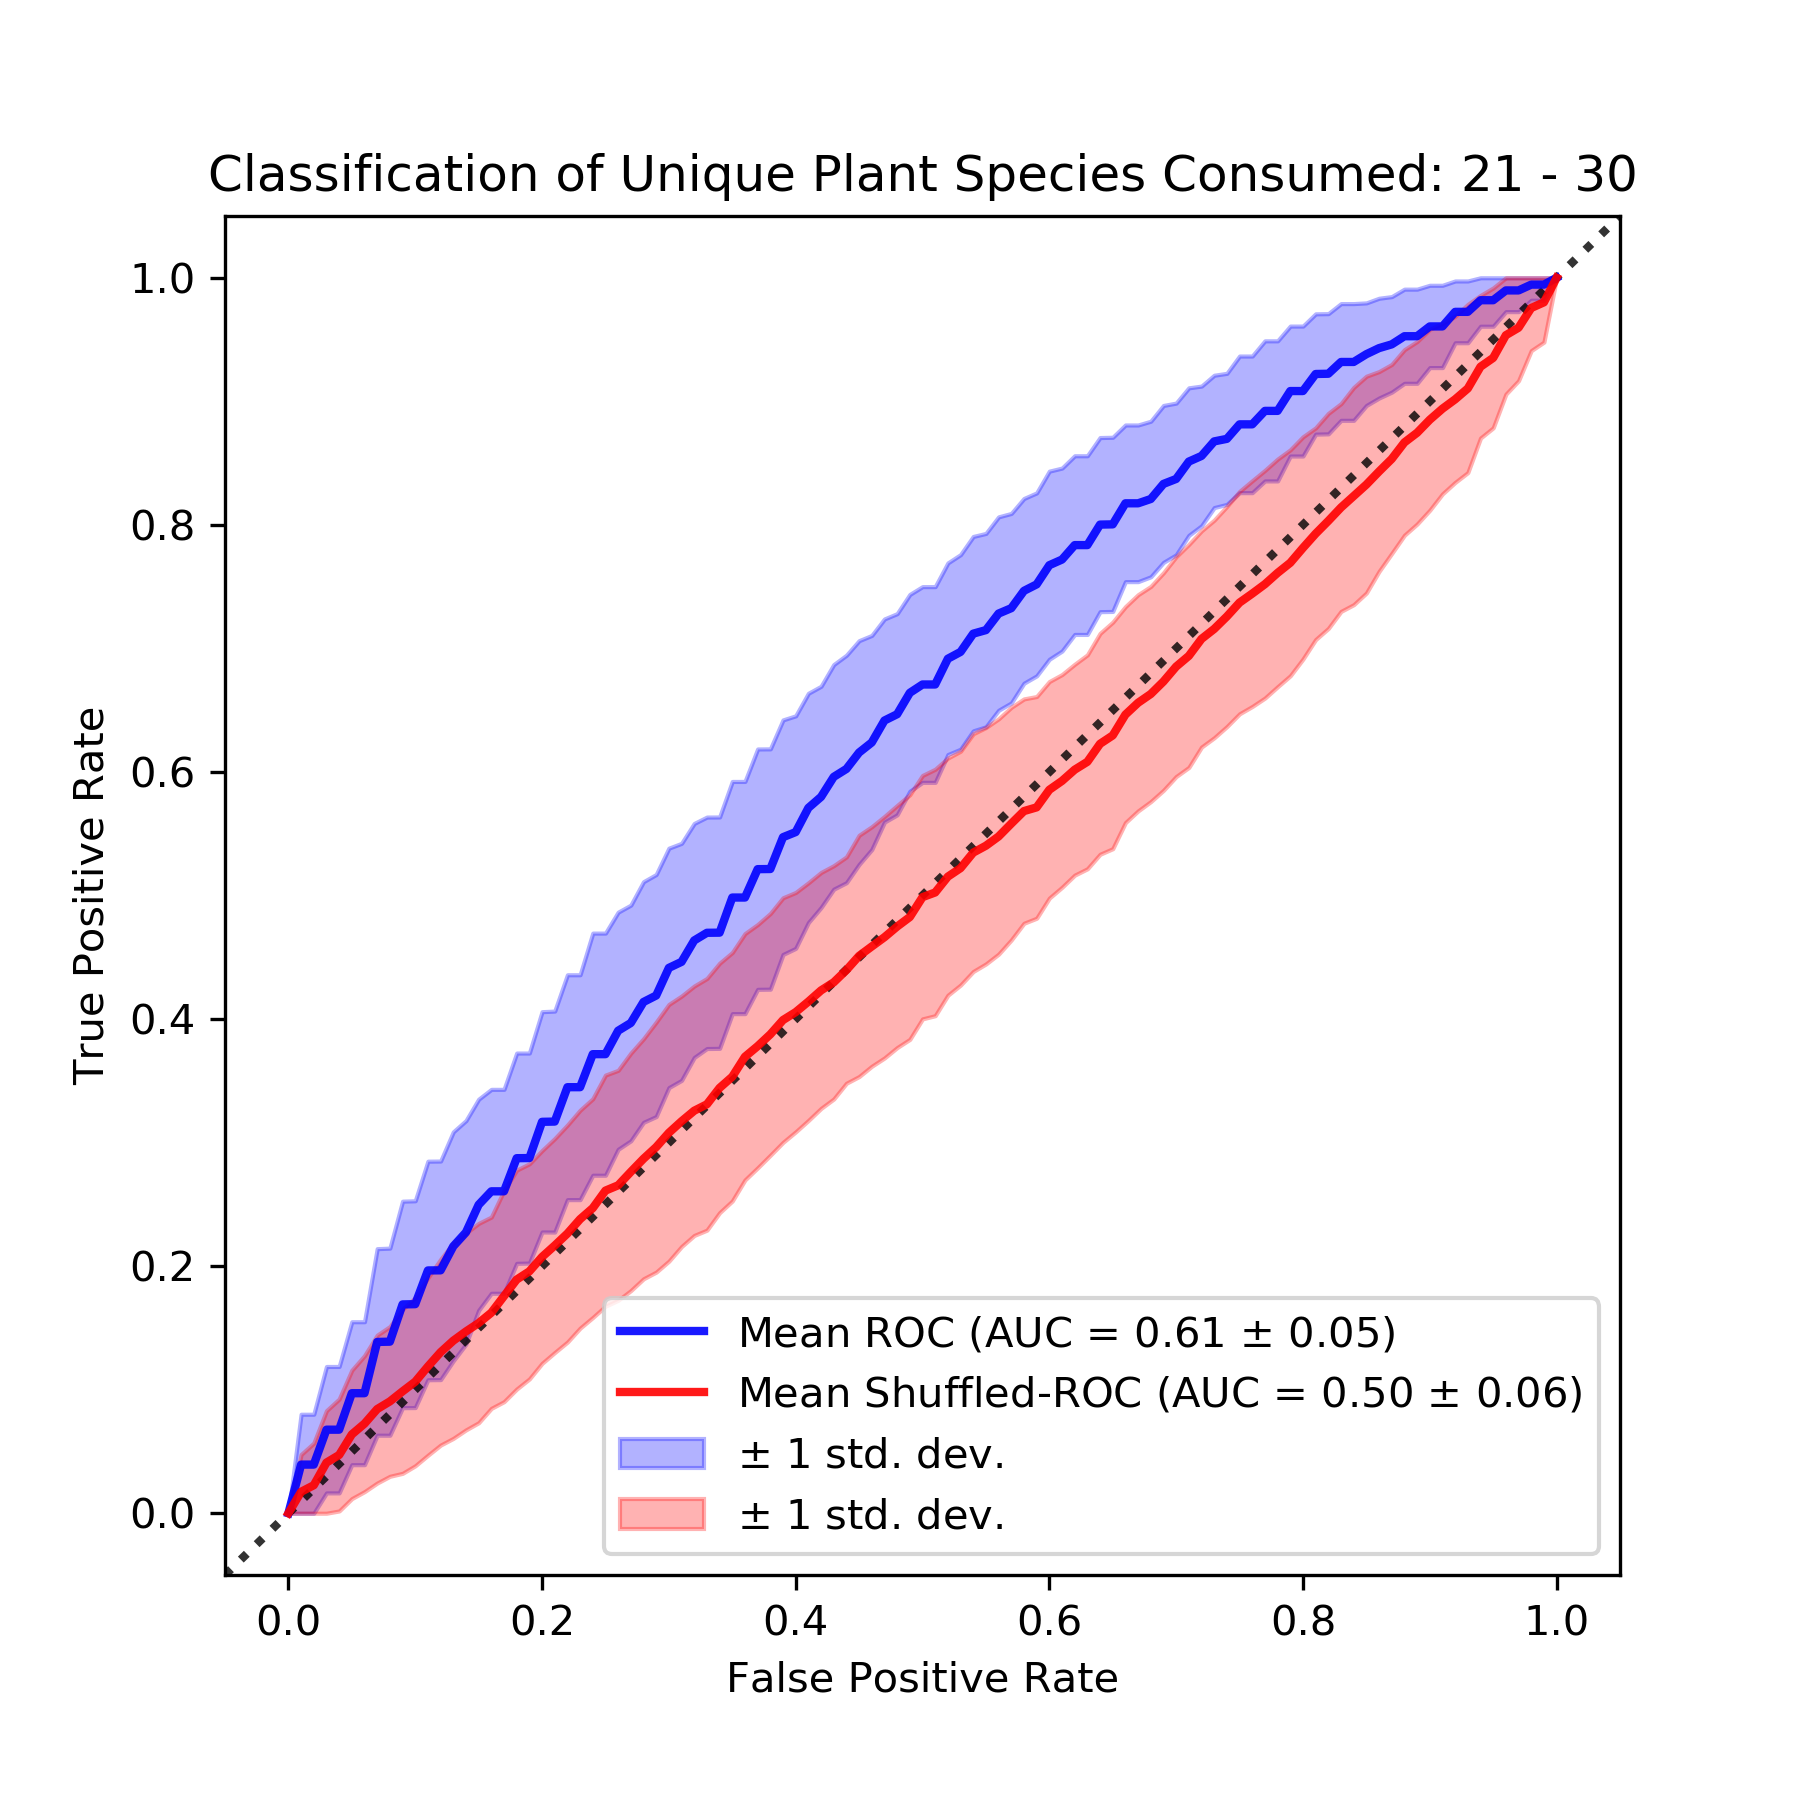 Classification of Unique Plant Species Consumed: 21 - 30
True Positive Rate
1.0
0.8
0.6
0.4
0.2
0.0
Mean ROC (AUC = 0.61 ± 0.05)
Mean Shuffled-ROC (AUC = 0.50 ± 0.06)
± 1 std. dev.
± 1 std. dev.
0.0 0.2 0.4 0.6 0.8 1.0
False Positive Rate